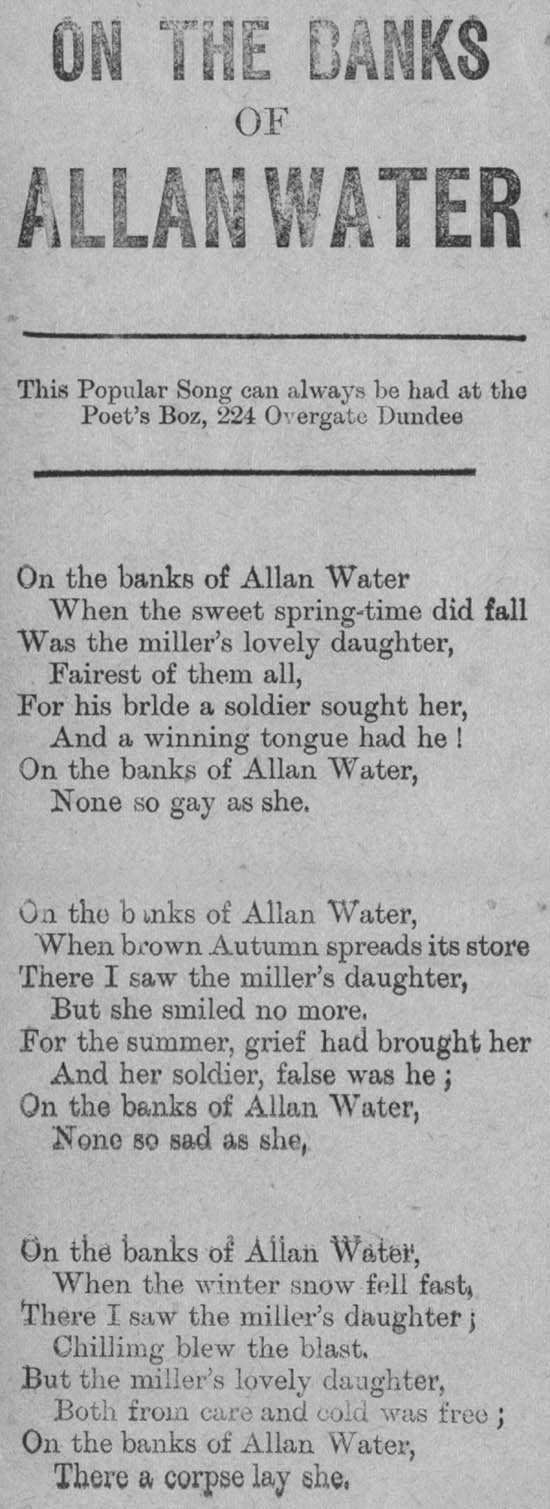 ON THE BANKS
OF
ALLAN WATER
This Popular Song can always be had at the
Poet's Boz, 224 Overgate Dundee
On the banks of Allan Water
When the sweet spring-time did fall
Was the miller's lovely daughter,
Fairest of them all,
For his brlde a soldier sought her,
And a winning tongue had he !
On the banks of Allan Water,
None so gay as she.
On the banks of Allan Water,
When brown Autumn spreads its store
There I saw the miller's daughter,
But she smiled no more.
For the summer, grief had brought her
And her soldier, false was he ;
On the banks of Allan Water,
None so sad as she,
On the banks of Allan Water,
When the winter snow fell fast,
There I saw the miller's daughter ;
Chillimg blew the blast.
But the miller's lovely daughter,
Both from care and cold was free ;
On the banks of Allan Water,
There a corpse lay she.